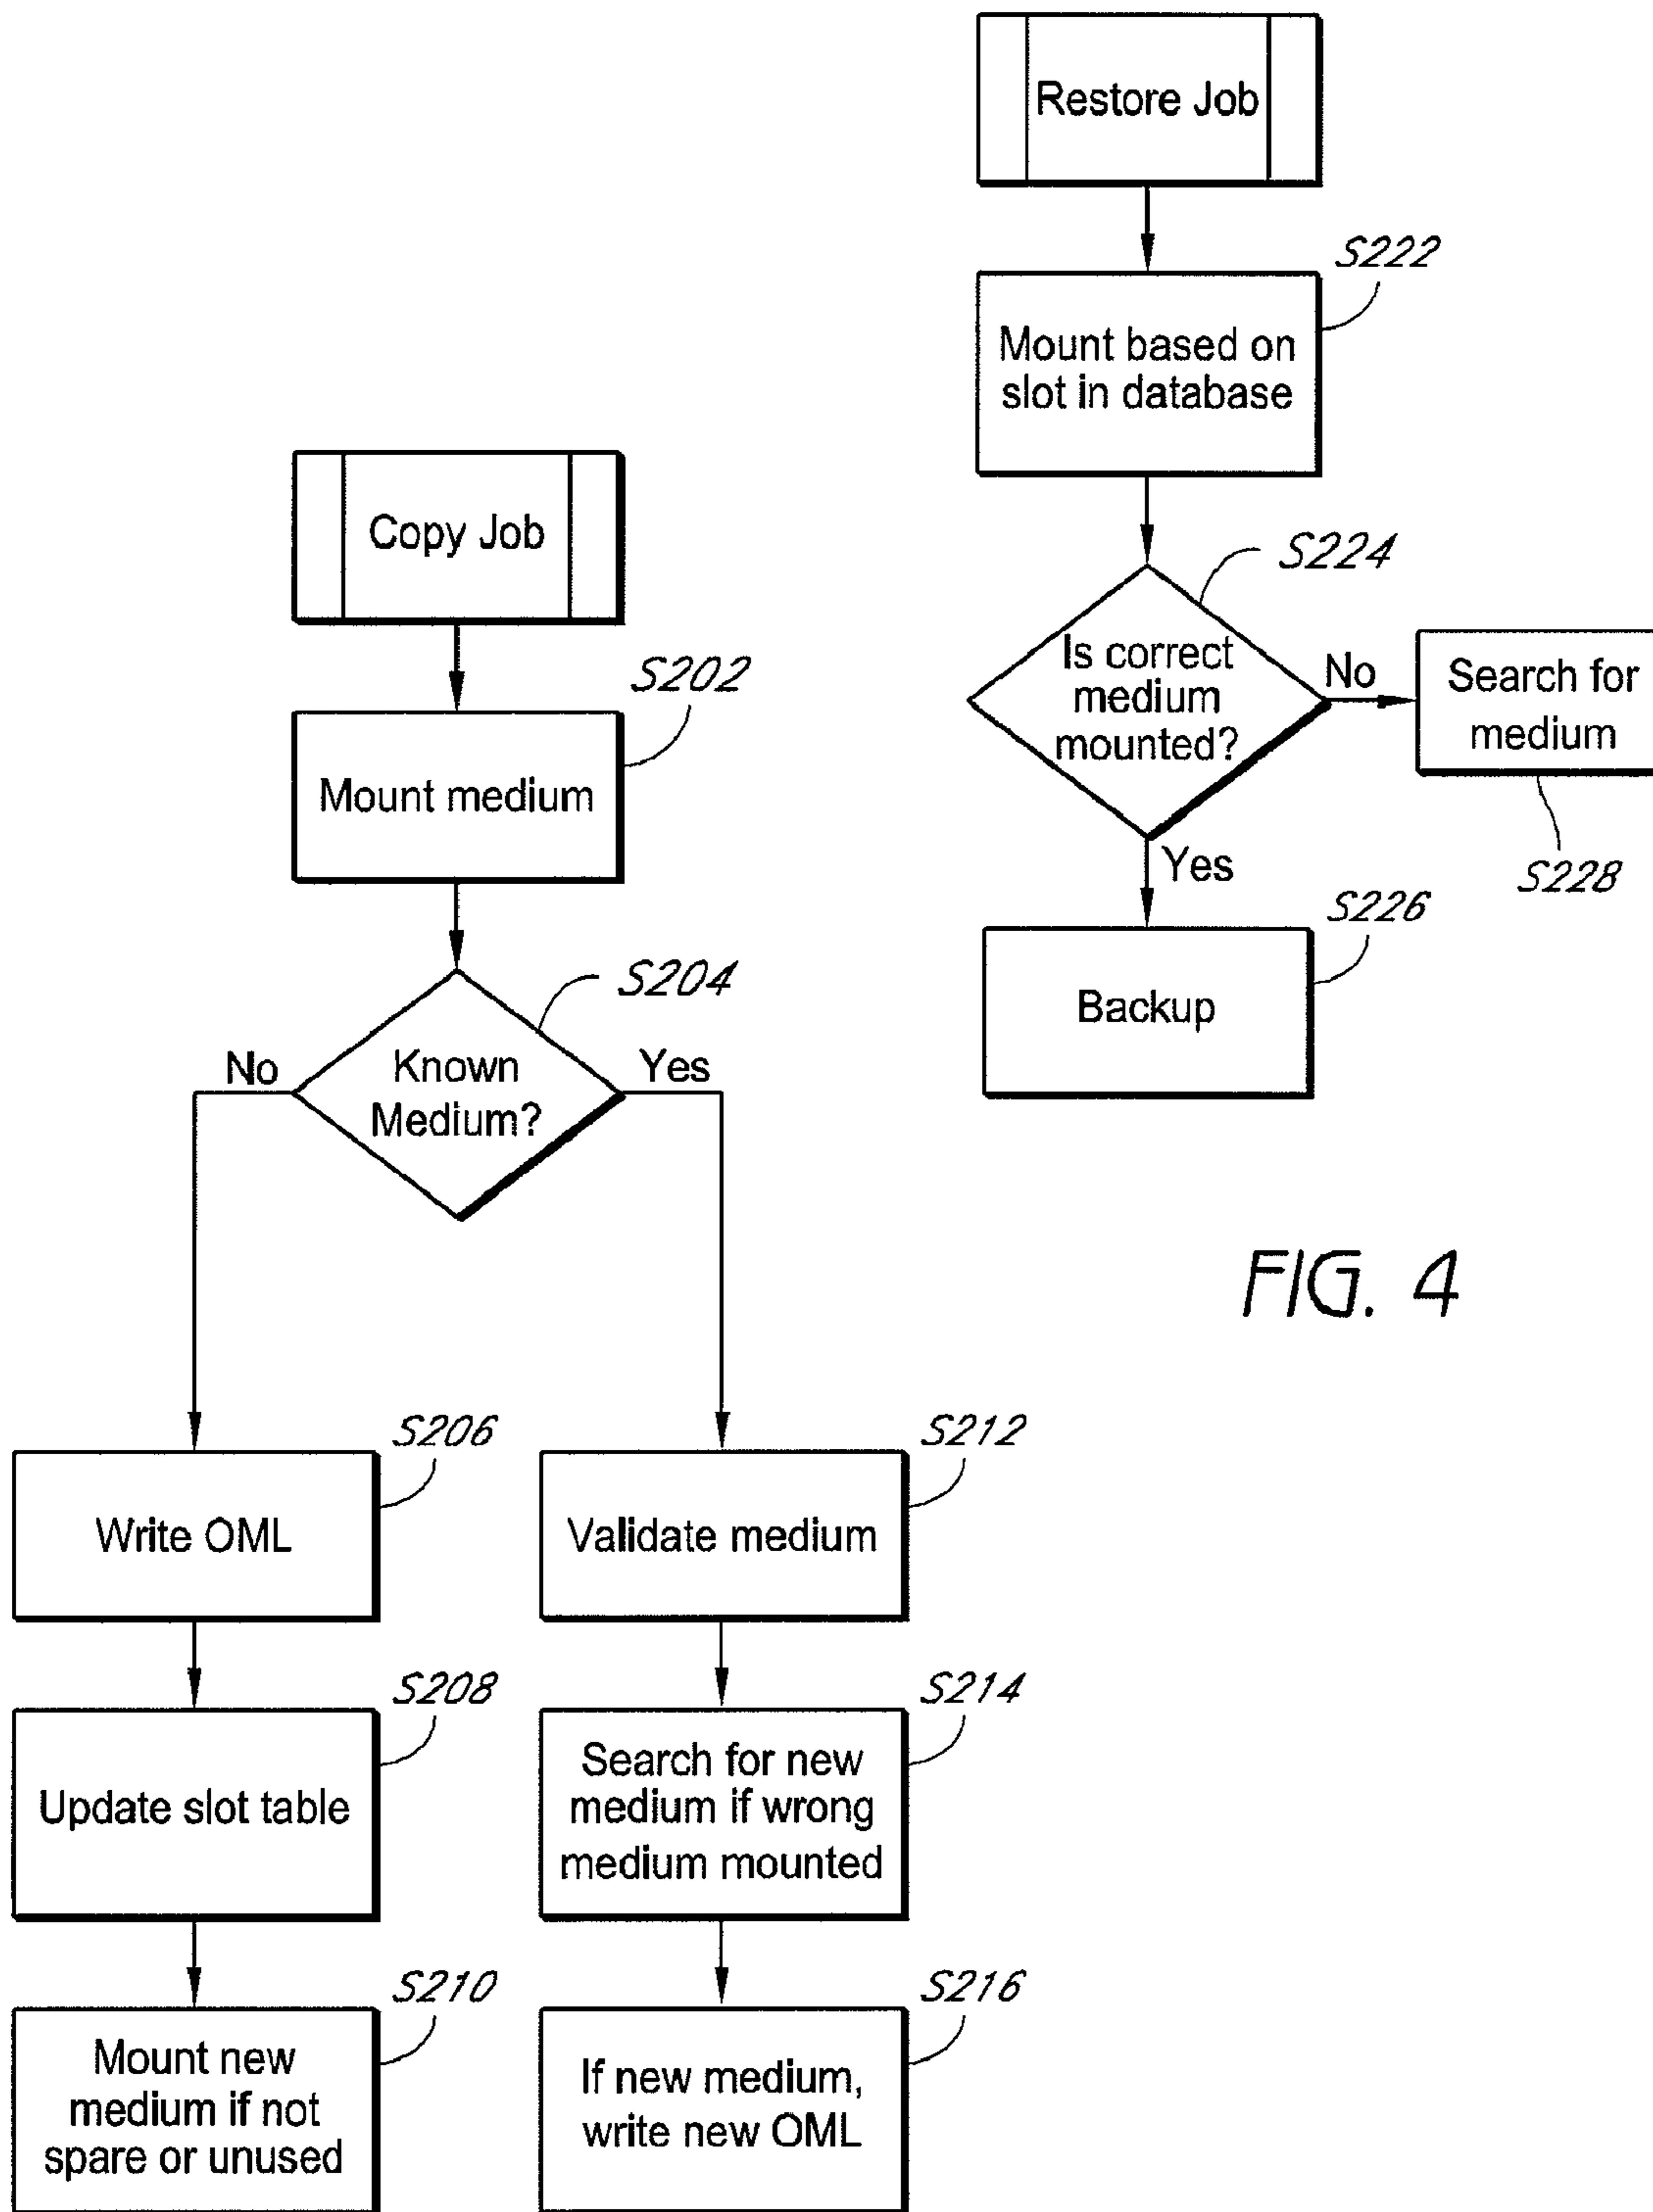 Restore Job
S222
Mount based on
slot in database
S224
Is correct
medium
mounted?
No
Search for
medium
S228
Yes
S226
Backup
FIG. 4
Copy Job
S202
Mount medium
S204
Known
Medium?
No
Yes
S206
Write OML
S208
Update slot table
S210
Mount new
medium if not
spare or unused
S212
Validate medium
S214
Search for new
medium if wrong
medium mounted
S216
If new medium,
write new OML